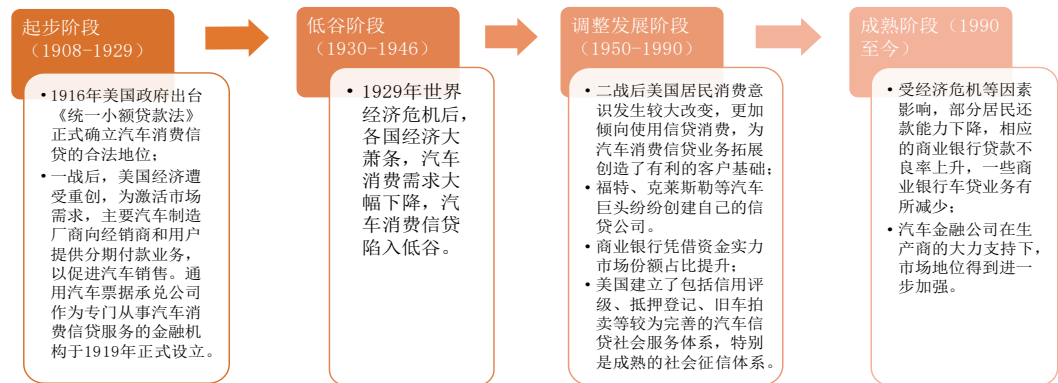 起步阶段
（1908-1929）
• 1916年美国政府出台
《统一小额贷款法》
正式确立汽车消费信
贷的合法地位；
• 一战后，美国经济遭
受重创，为激活市场
需求，主要汽车制造
厂商向经销商和用户
提供分期付款业务，
以促进汽车销售。通
用汽车票据承兑公司
作为专门从事汽车消
费信贷服务的金融机
构于1919年正式设立。
低谷阶段
（1930-1946）
• 1929年世界
经济危机后，
各国经济大
萧条，汽车
消费需求大
幅下降，汽
车消费信贷
陷入低谷。
调整发展阶段
（1950-1990）
• 二战后美国居民消费意
识发生较大改变，更加
倾向使用信贷消费，为
汽车消费信贷业务拓展
创造了有利的客户基础；
• 福特、克莱斯勒等汽车
巨头纷纷创建自己的信
贷公司。
• 商业银行凭借资金实力
市场份额占比提升；
• 美国建立了包括信用评
级、抵押登记、旧车拍
卖等较为完善的汽车信
贷社会服务体系，特别
是成熟的社会征信体系。
成熟阶段（1990
至今）
• 受经济危机等因素
影响，部分居民还
款能力下降，相应
的商业银行贷款不
良率上升，一些商
业银行车贷业务有
所减少；
• 汽车金融公司在生
产商的大力支持下，
市场地位得到进一
步加强。